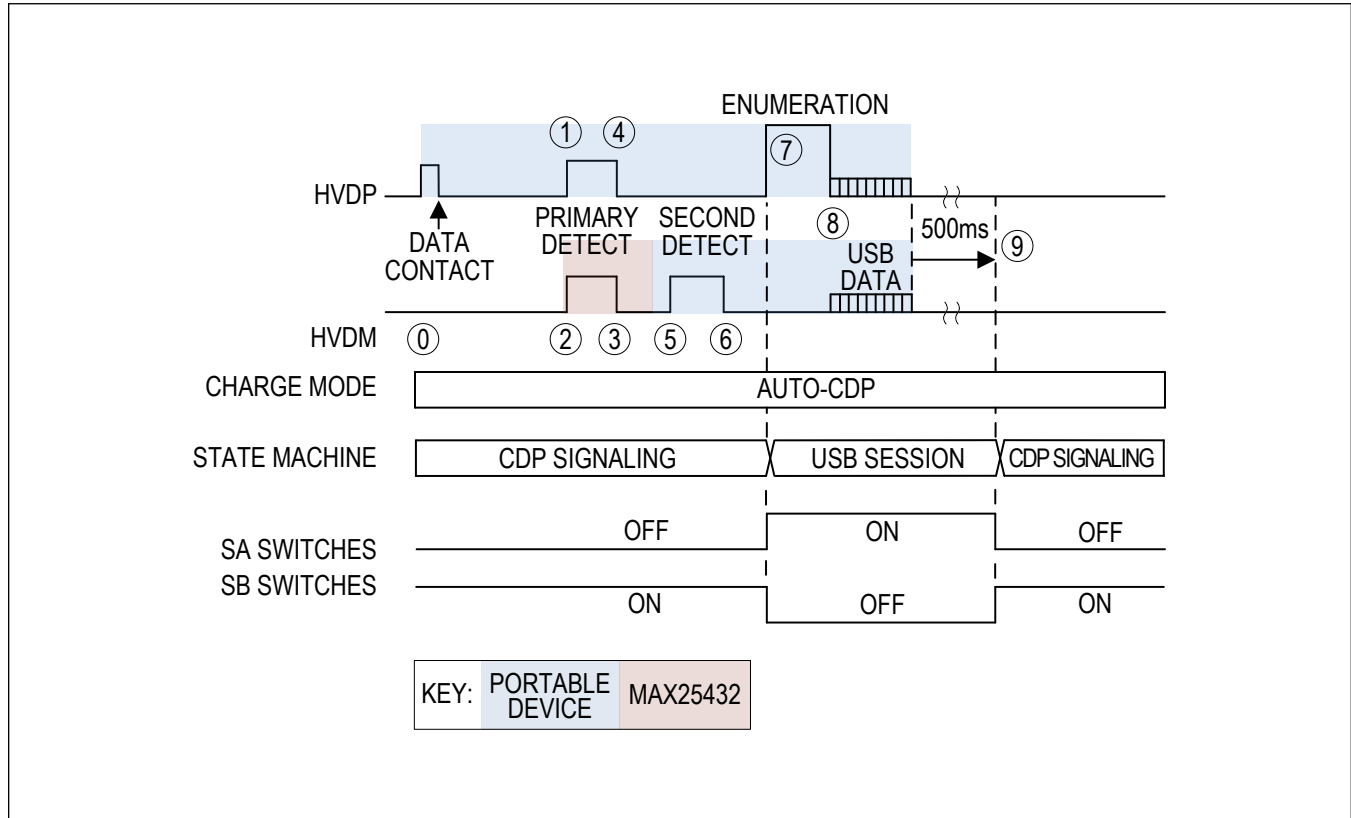 ENUMERATION
① ④
⑦
HVDP
PRIMARY DETECT
SECOND DETECT
⑧
500ms
⑨
DATA CONTACT
USB DATA
HVDM
⓪ ② ③ ⑤ ⑥
CHARGE MODE AUTO-CDP
STATE MACHINE CDP SIGNALING USB SESSION CDP SIGNALING
SA SWITCHES OFF ON OFF
SB SWITCHES ON OFF ON
KEY: PORTABLE DEVICE MAX25432